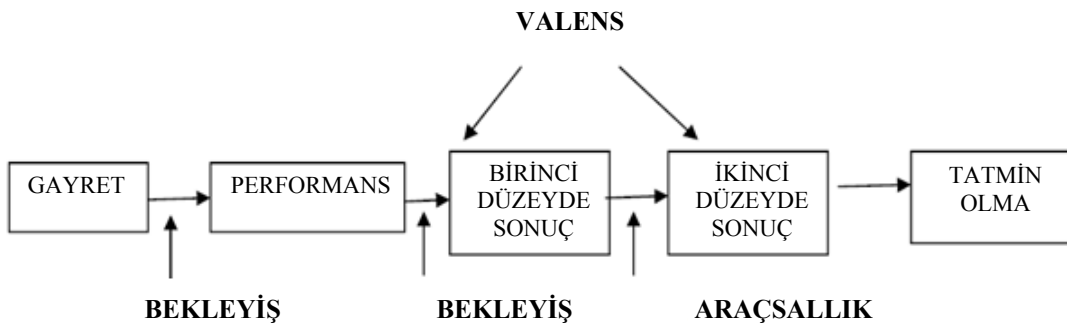 VALENS
GAYRET
PERFORMANS
BİRİNCİ
DÜZEYDE
SONUÇ
İKİNCİ
DÜZEYDE
SONUÇ
TATMİN
OLMA
BEKLEYİŞ
BEKLEYİŞ
ARAÇSALLIK